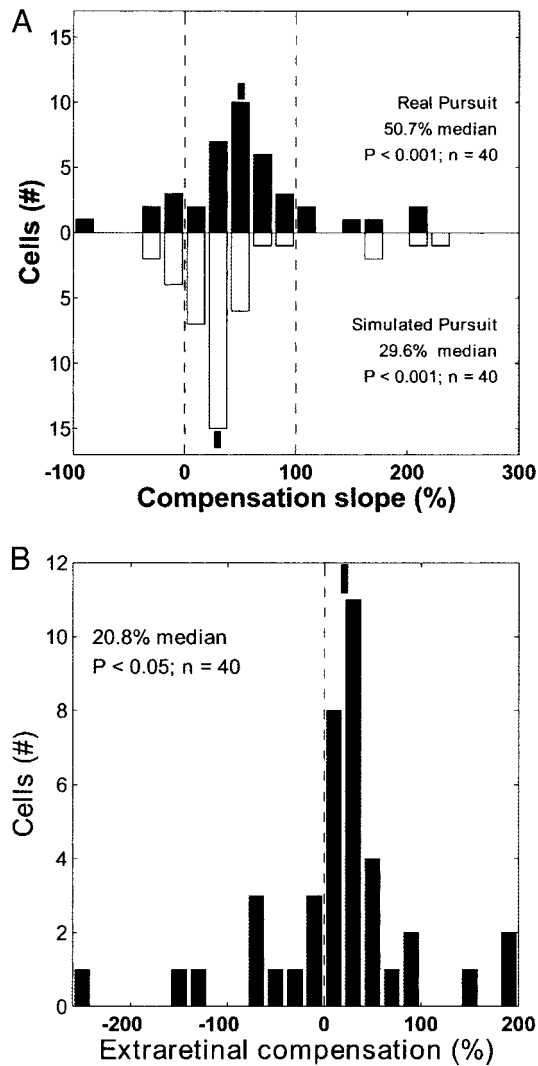 A
15
10
5
0
5
10
15
Cells (#)
Real Pursuit
50.7% median
P < 0.001; n = 40
Simulated Pursuit
29.6% median
P < 0.001; n = 40
-100 0 100 200 300
Compensation slope (%)
B
12
10
8
6
4
2
0
Cells (#)
20.8% median
P < 0.05; n = 40
-200 -100 0 100 200
Extraretinal compensation (%)